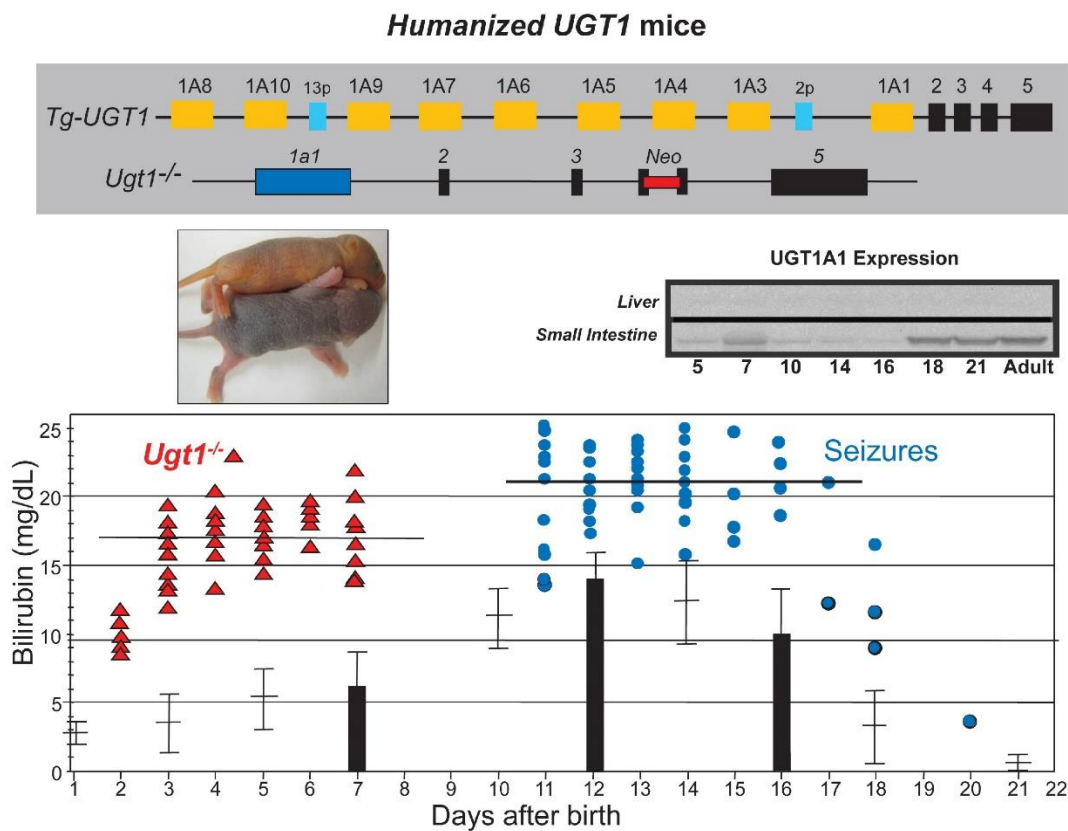 Humanized UGT1 mice
1A8 1A10 13p 1A9 1A7 1A6 1A5 1A4 1A3 2p 1A1 2 3 4 5
Tg-UGT1
1a1 2 3 Neo 5
Ugt1-/-
UGT1A1 Expression
Liver
Small Intestine
5 7 10 14 16 18 21 Adult
Ugt1-/-
Seizures
Bilirubin (mg/dL)
25
20
15
10
5
0
1 2 3 4 5 6 7 8 9 10 11 12 13 14 15 16 17 18 19 20 21 22
Days after birth